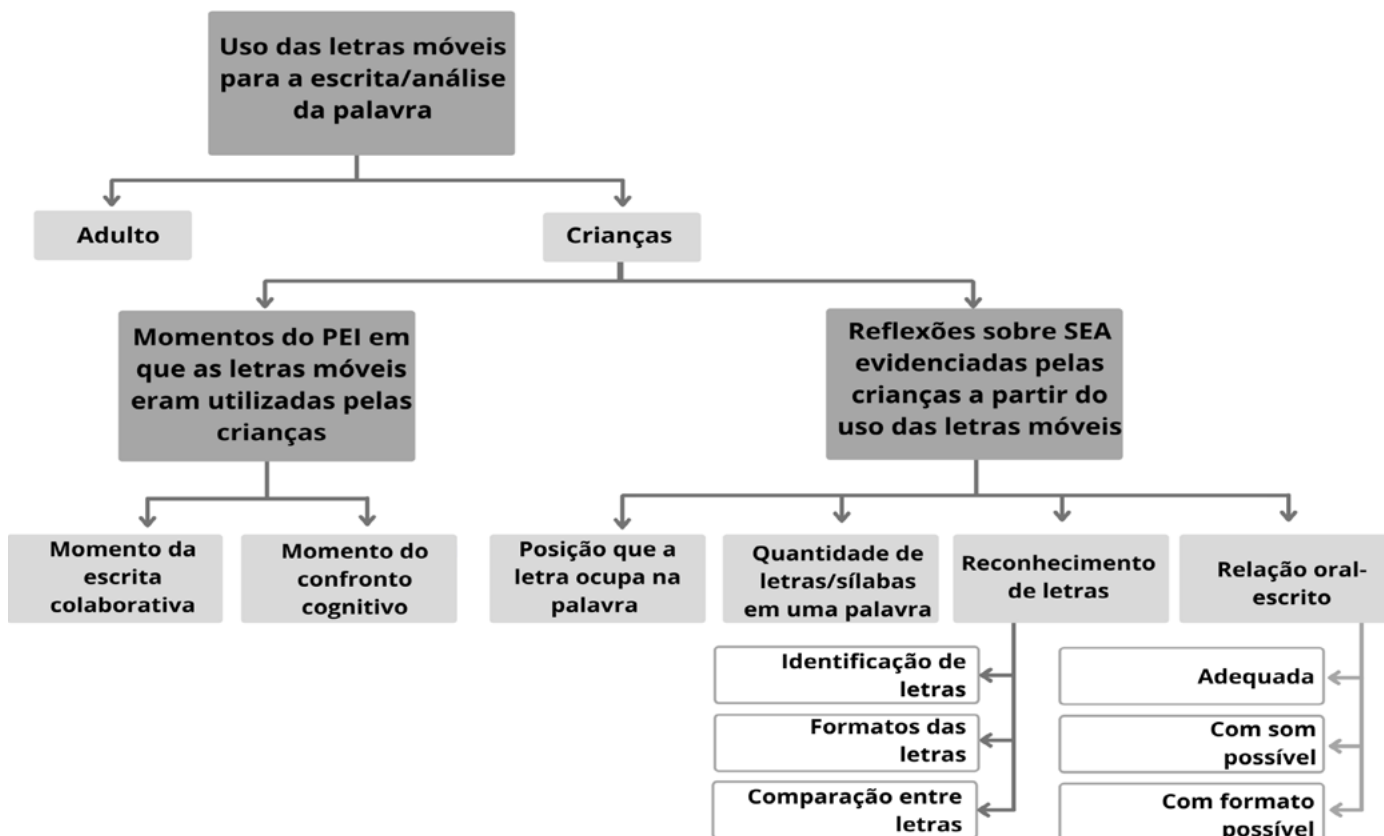 Uso das letras móveis
para a escrita/análise
da palavra
Adulto
Crianças
Momentos do PEI em
que as letras móveis
eram utilizadas pelas
crianças
Reflexões sobre SEA
evidenciadas pelas
crianças a partir do
uso das letras móveis
Momento da
escrita
colaborativa
Momento do
confronto
cognitivo
Posição que a
letra ocupa na
palavra
Quantidade de
letras/sílabas
em uma palavra
Reconhecimento
de letras
Relação oral-
escrito
Identificação de
letras
Formatos das
letras
Comparação entre
letras
Adequada
Com som
possível
Com formato
possível